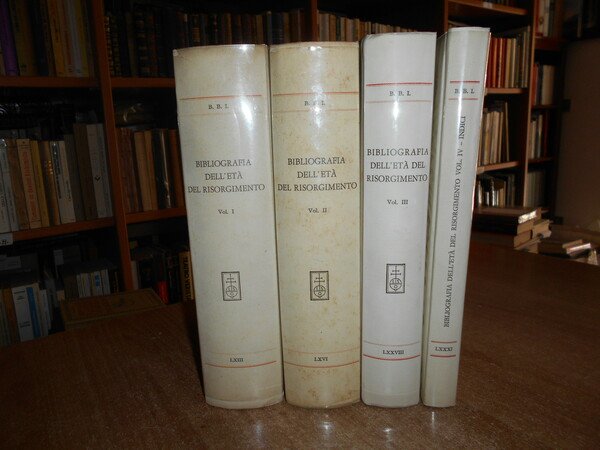 B. B. I.
BIBLIOGRAFIA
DELL'ETÀ
DEL RISORGIMENTO
Vol. I
LXIII
B. B. I.
BIBLIOGRAFIA
DELL'ETÀ
DEL RISORGIMENTO
Vol. II
LXVI
B. B. I.
BIBLIOGRAFIA
DELL'ETÀ DEL
RISORGIMENTO
Vol. III
LXXVIII
B. B. I.
BIBLIOGRAFIA DELL'ETÀ DEL RISORGIMENTO VOL. IV - INDICI
LXXXI